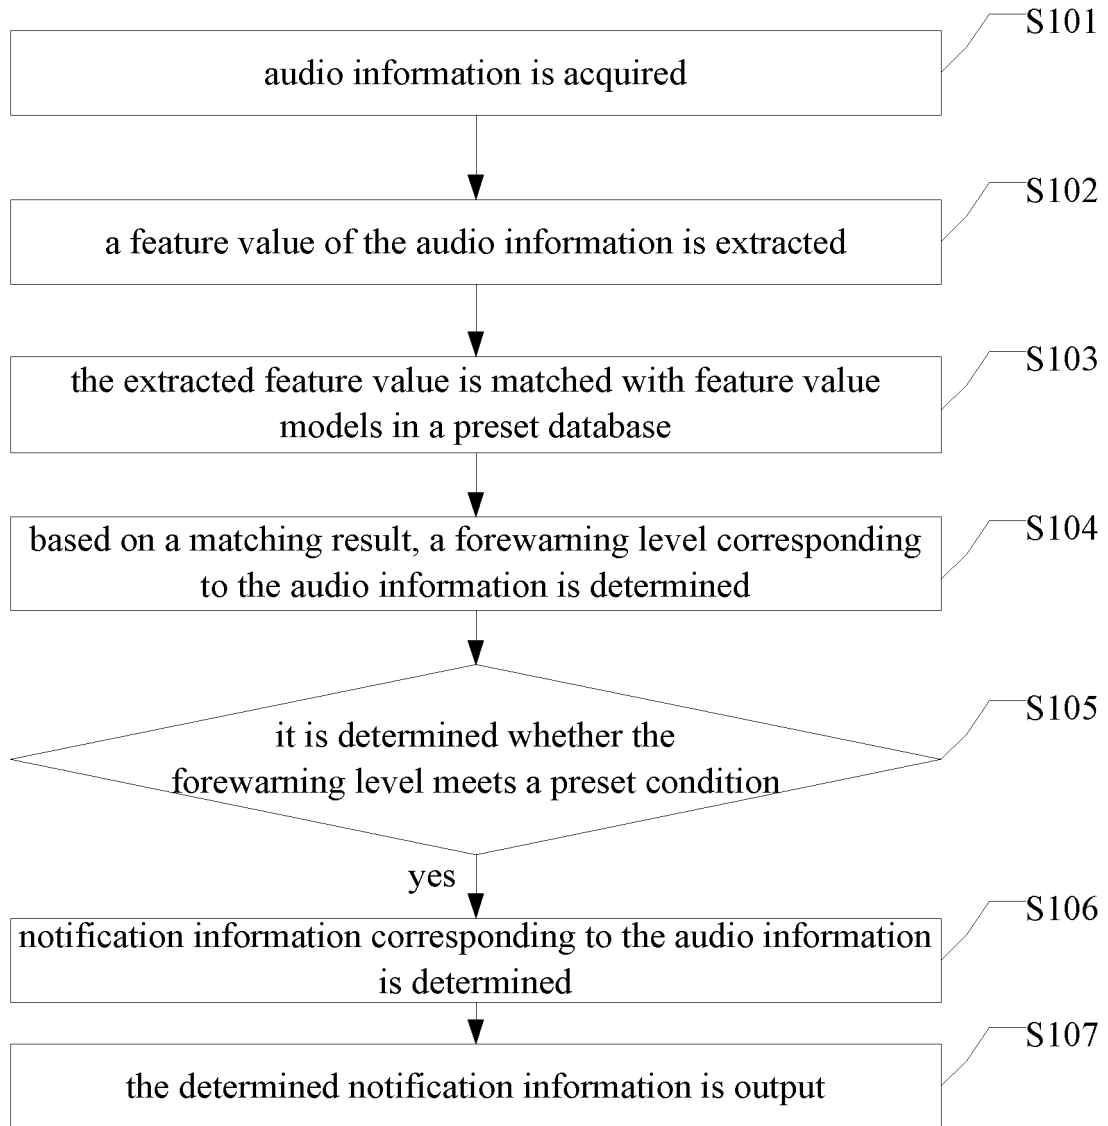 S101
audio information is acquired
S102
a feature value of the audio information is extracted
S103
the extracted feature value is matched with feature value
models in a preset database
S104
based on a matching result, a forewarning level corresponding
to the audio information is determined
S105
it is determined whether the
forewarning level meets a preset condition
yes
S106
notification information corresponding to the audio information
is determined
S107
the determined notification information is output